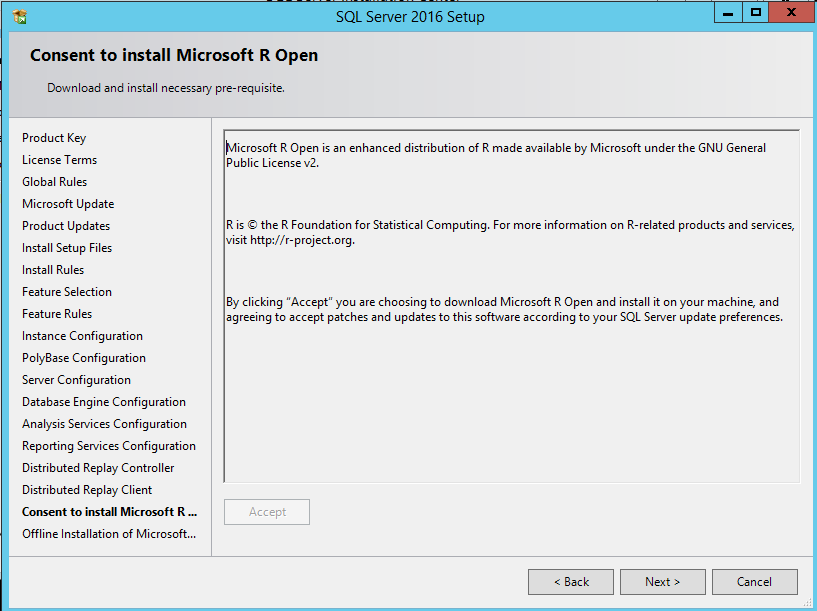 SQL Server 2016 Setup
Consent to install Microsoft R Open
Download and install necessary pre-requisite.
Product Key
License Terms
Global Rules
Microsoft Update
Product Updates
Install Setup Files
Install Rules
Feature Selection
Feature Rules
Instance Configuration
PolyBase Configuration
Server Configuration
Database Engine Configuration
Analysis Services Configuration
Reporting Services Configuration
Distributed Replay Controller
Distributed Replay Client
Consent to install Microsoft R ...
Offline Installation of Microsoft...
Microsoft R Open is an enhanced distribution of R made available by Microsoft under the GNU General
Public License v2.
R is © the R Foundation for Statistical Computing. For more information on R-related products and services,
visit http://r-project.org.
By clicking “Accept” you are choosing to download Microsoft R Open and install it on your machine, and
agreeing to accept patches and updates to this software according to your SQL Server update preferences.
Accept
< Back
Next >
Cancel